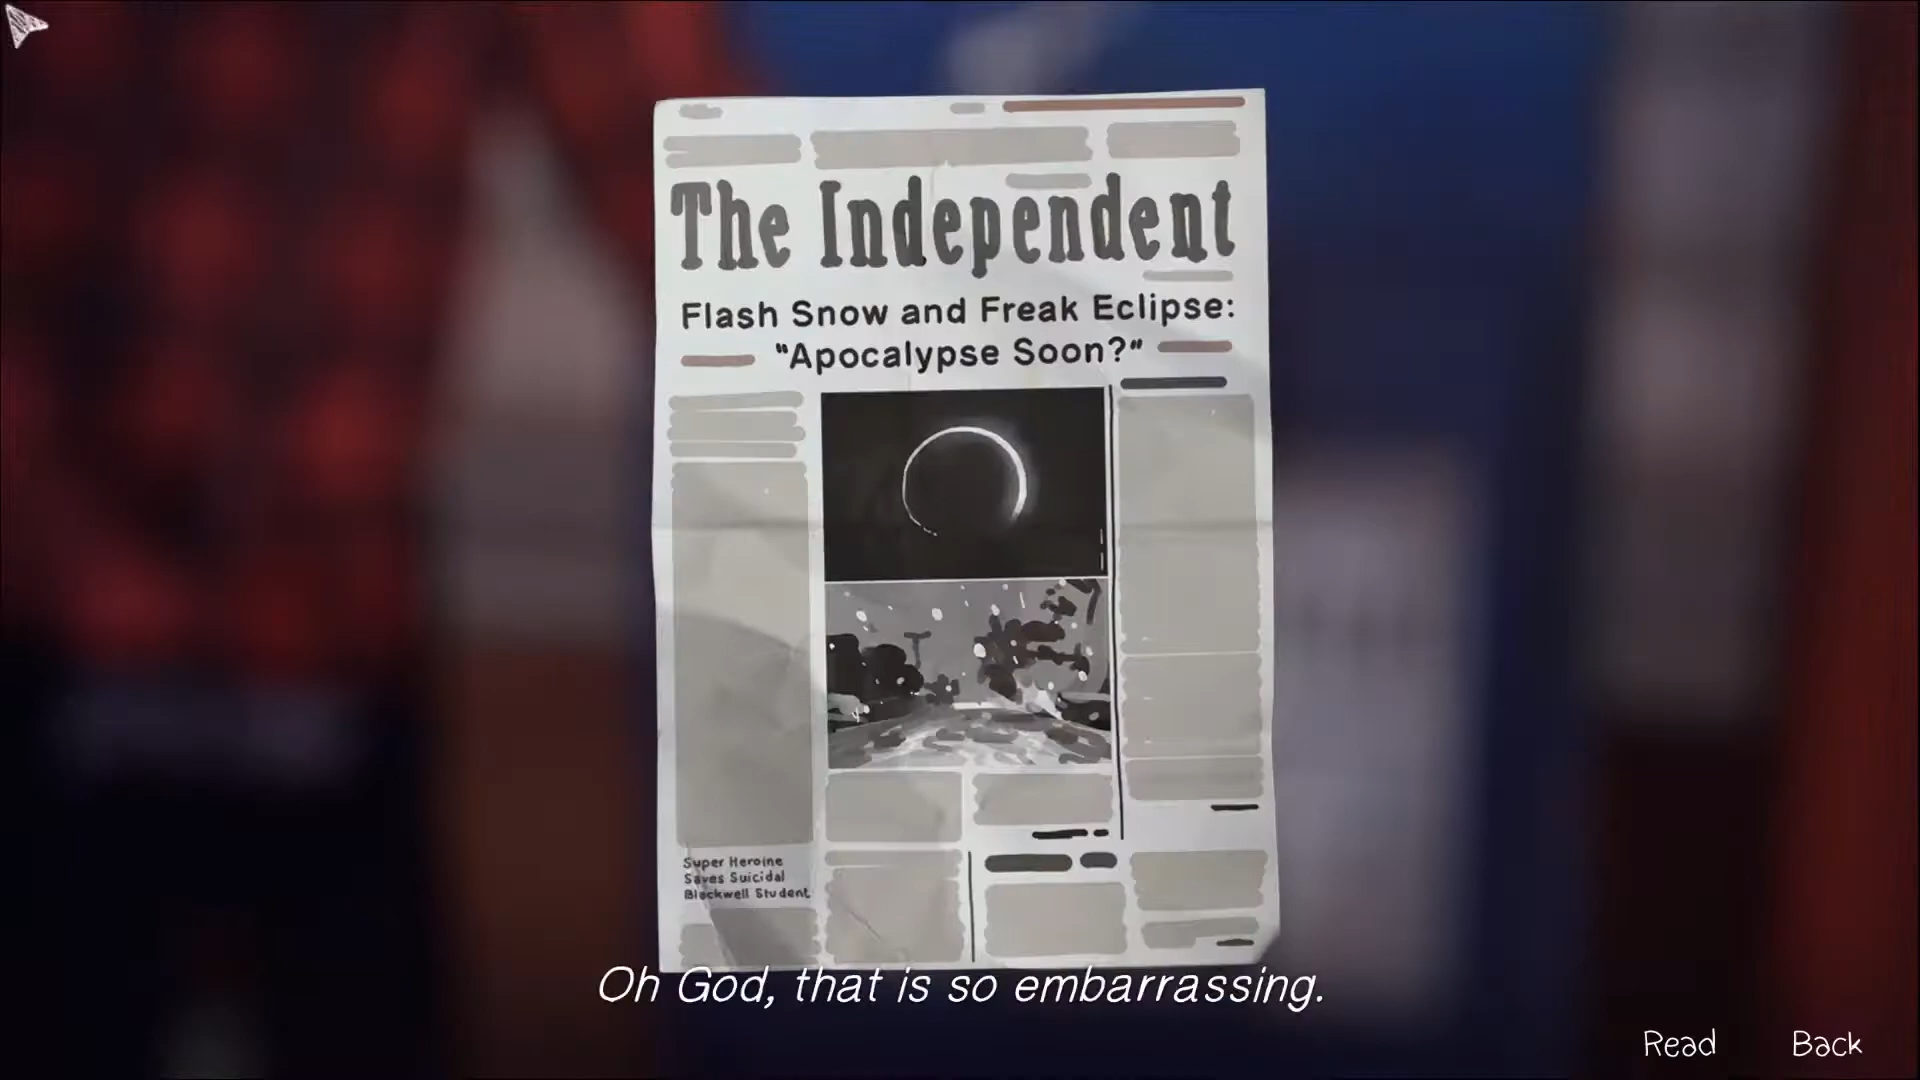 The Independent
Flash Snow and Freak Eclipse:
"Apocalypse Soon?"
Super Heroine
Saves Suicidal
Blackwell Student
Oh God, that is so embarrassing.
Read
Back